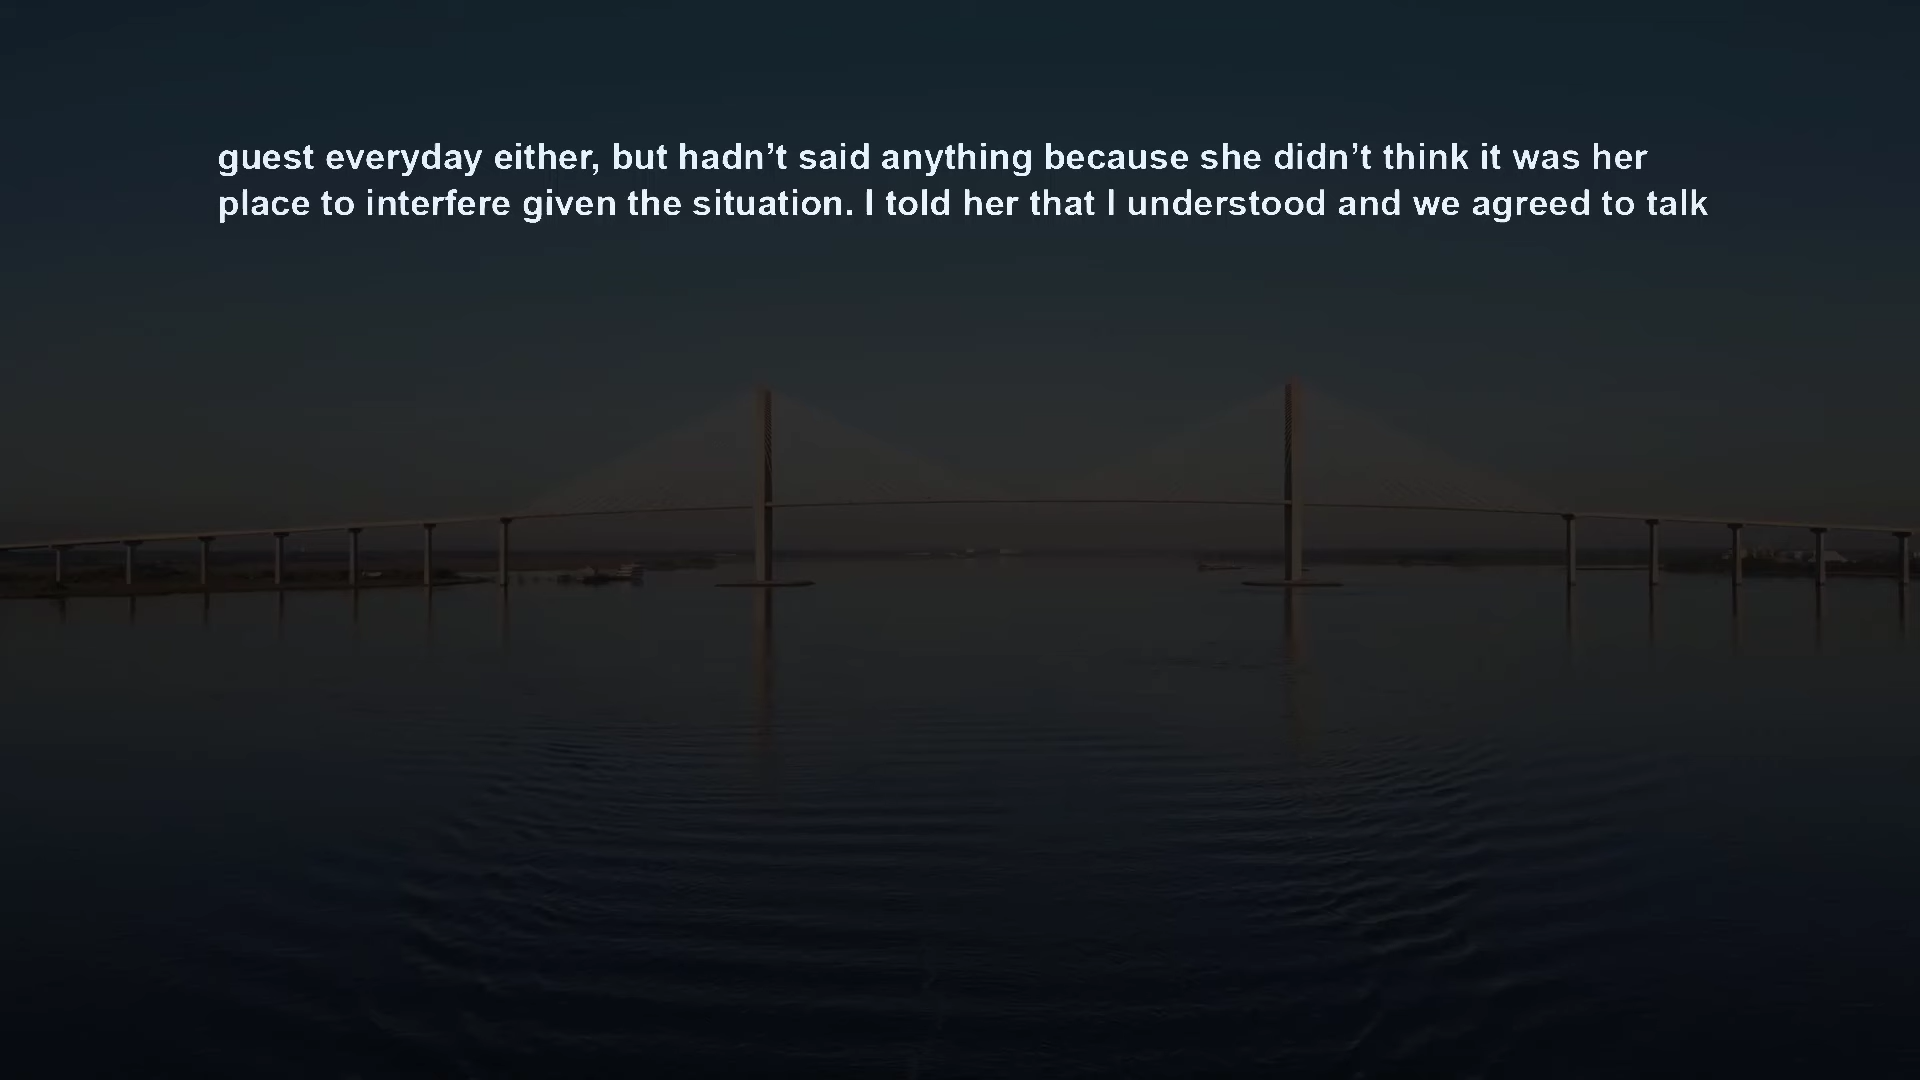 guest everyday either, but hadn’t said anything because she didn’t think it was her
place to interfere given the situation. I told her that I understood and we agreed to talk